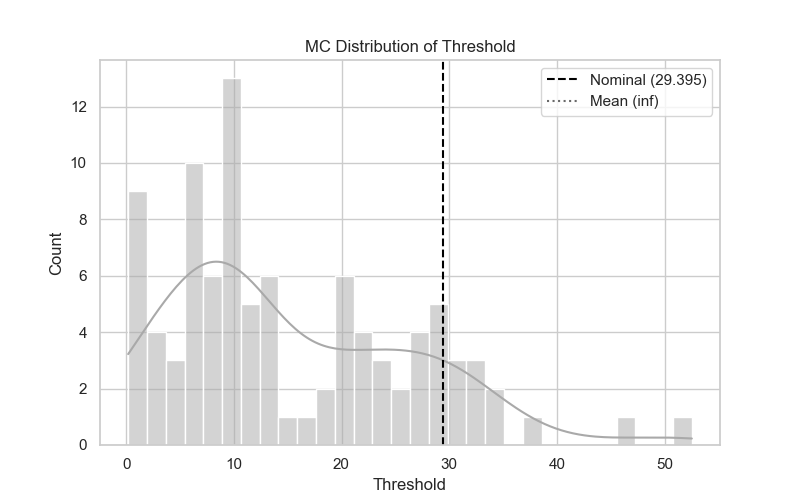 MC Distribution of Threshold
Nominal (29.395)
Mean (inf)
Count
12
10
8
6
4
2
0
0 10 20 30 40 50
Threshold